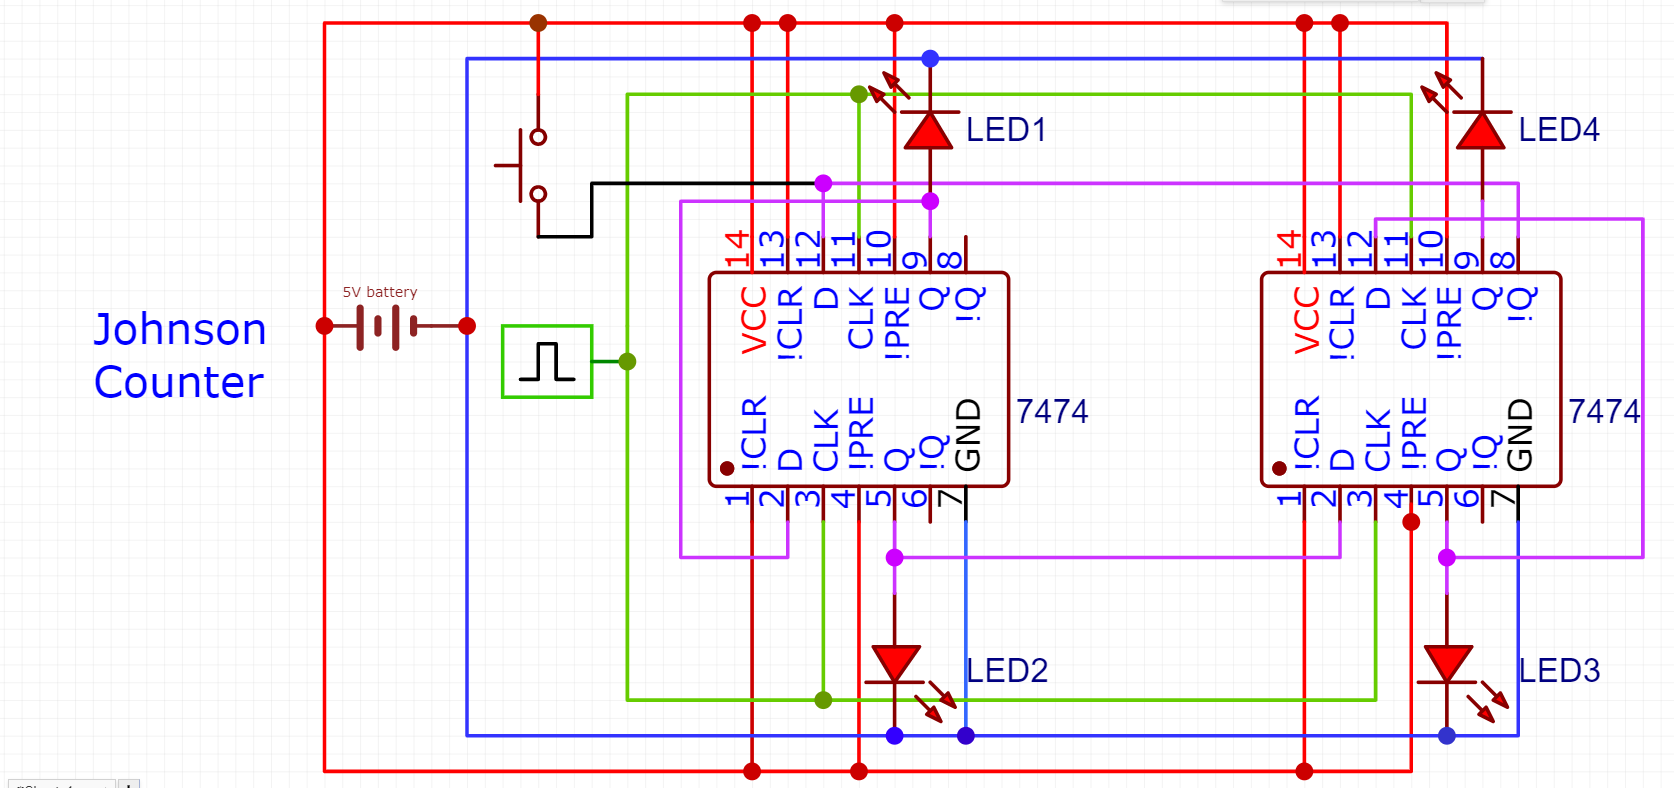 LED1
LED4
14
13
12
11
10
9
8
14
13
12
11
10
9
8
5V battery
VCC
!CLR
D
CLK
!PRE
Q
!Q
VCC
!CLR
D
CLK
!PRE
Q
!Q
Johnson
Counter
7474
7474
!CLR
D
CLK
!PRE
Q
!Q
GND
!CLR
D
CLK
!PRE
Q
!Q
GND
1
2
3
4
5
6
7
1
2
3
4
5
6
7
LED2
LED3